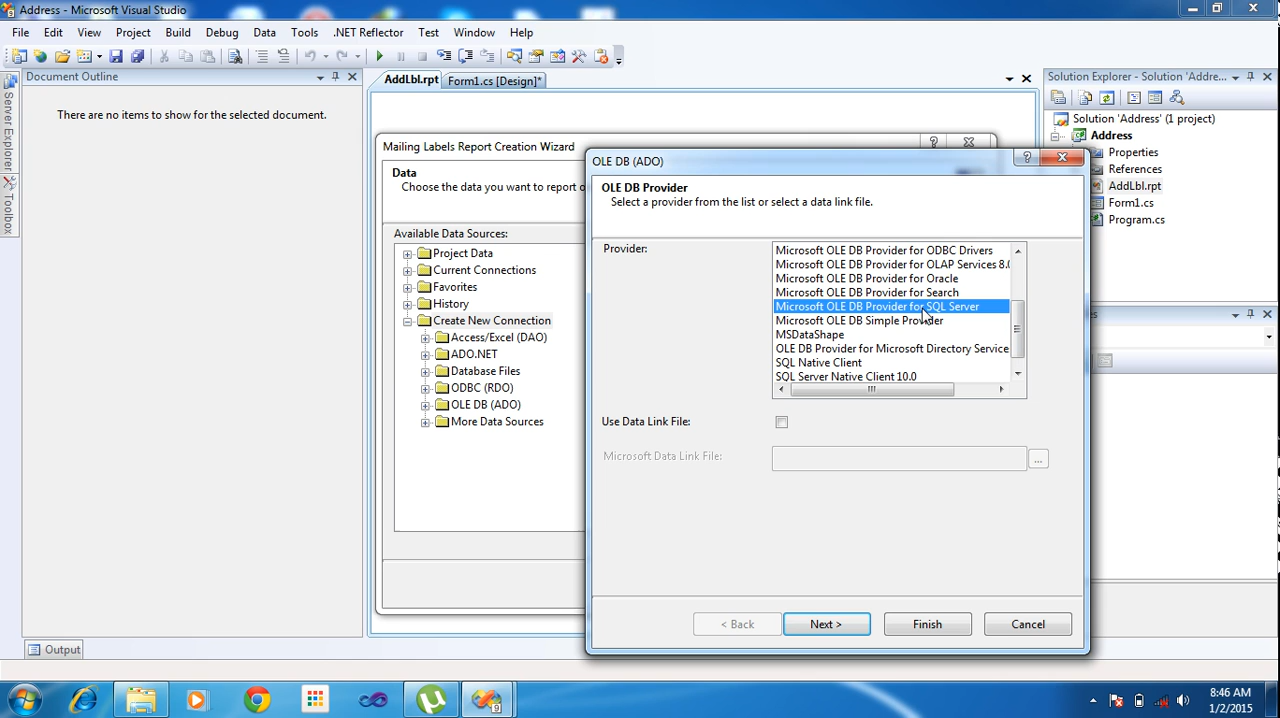 Address - Microsoft Visual Studio
File Edit View Project Build Debug Data Tools .NET Reflector Test Window Help
Document Outline
There are no items to show for the selected document.
Server Explorer
Toolbox
AddLbl.rpt Form1.cs [Design]*
Mailing Labels Report Creation Wizard
Data
Choose the data you want to report o
Available Data Sources:
Project Data
Current Connections
Favorites
History
Create New Connection
Access/Excel (DAO)
ADO.NET
Database Files
ODBC (RDO)
OLE DB (ADO)
More Data Sources
OLE DB (ADO)
OLE DB Provider
Select a provider from the list or select a data link file.
Provider:
Microsoft OLE DB Provider for ODBC Drivers
Microsoft OLE DB Provider for OLAP Services 8.0
Microsoft OLE DB Provider for Oracle
Microsoft OLE DB Provider for Search
Microsoft OLE DB Provider for SQL Server
Microsoft OLE DB Simple Provider
MSDataShape
OLE DB Provider for Microsoft Directory Service
SQL Native Client
SQL Server Native Client 10.0
Use Data Link File:
Microsoft Data Link File:
...
< Back Next > Finish Cancel
Solution Explorer - Solution 'Addre...
Solution 'Address' (1 project)
Address
Properties
References
AddLbl.rpt
Form1.cs
Program.cs
Output
8:46 AM
1/2/2015